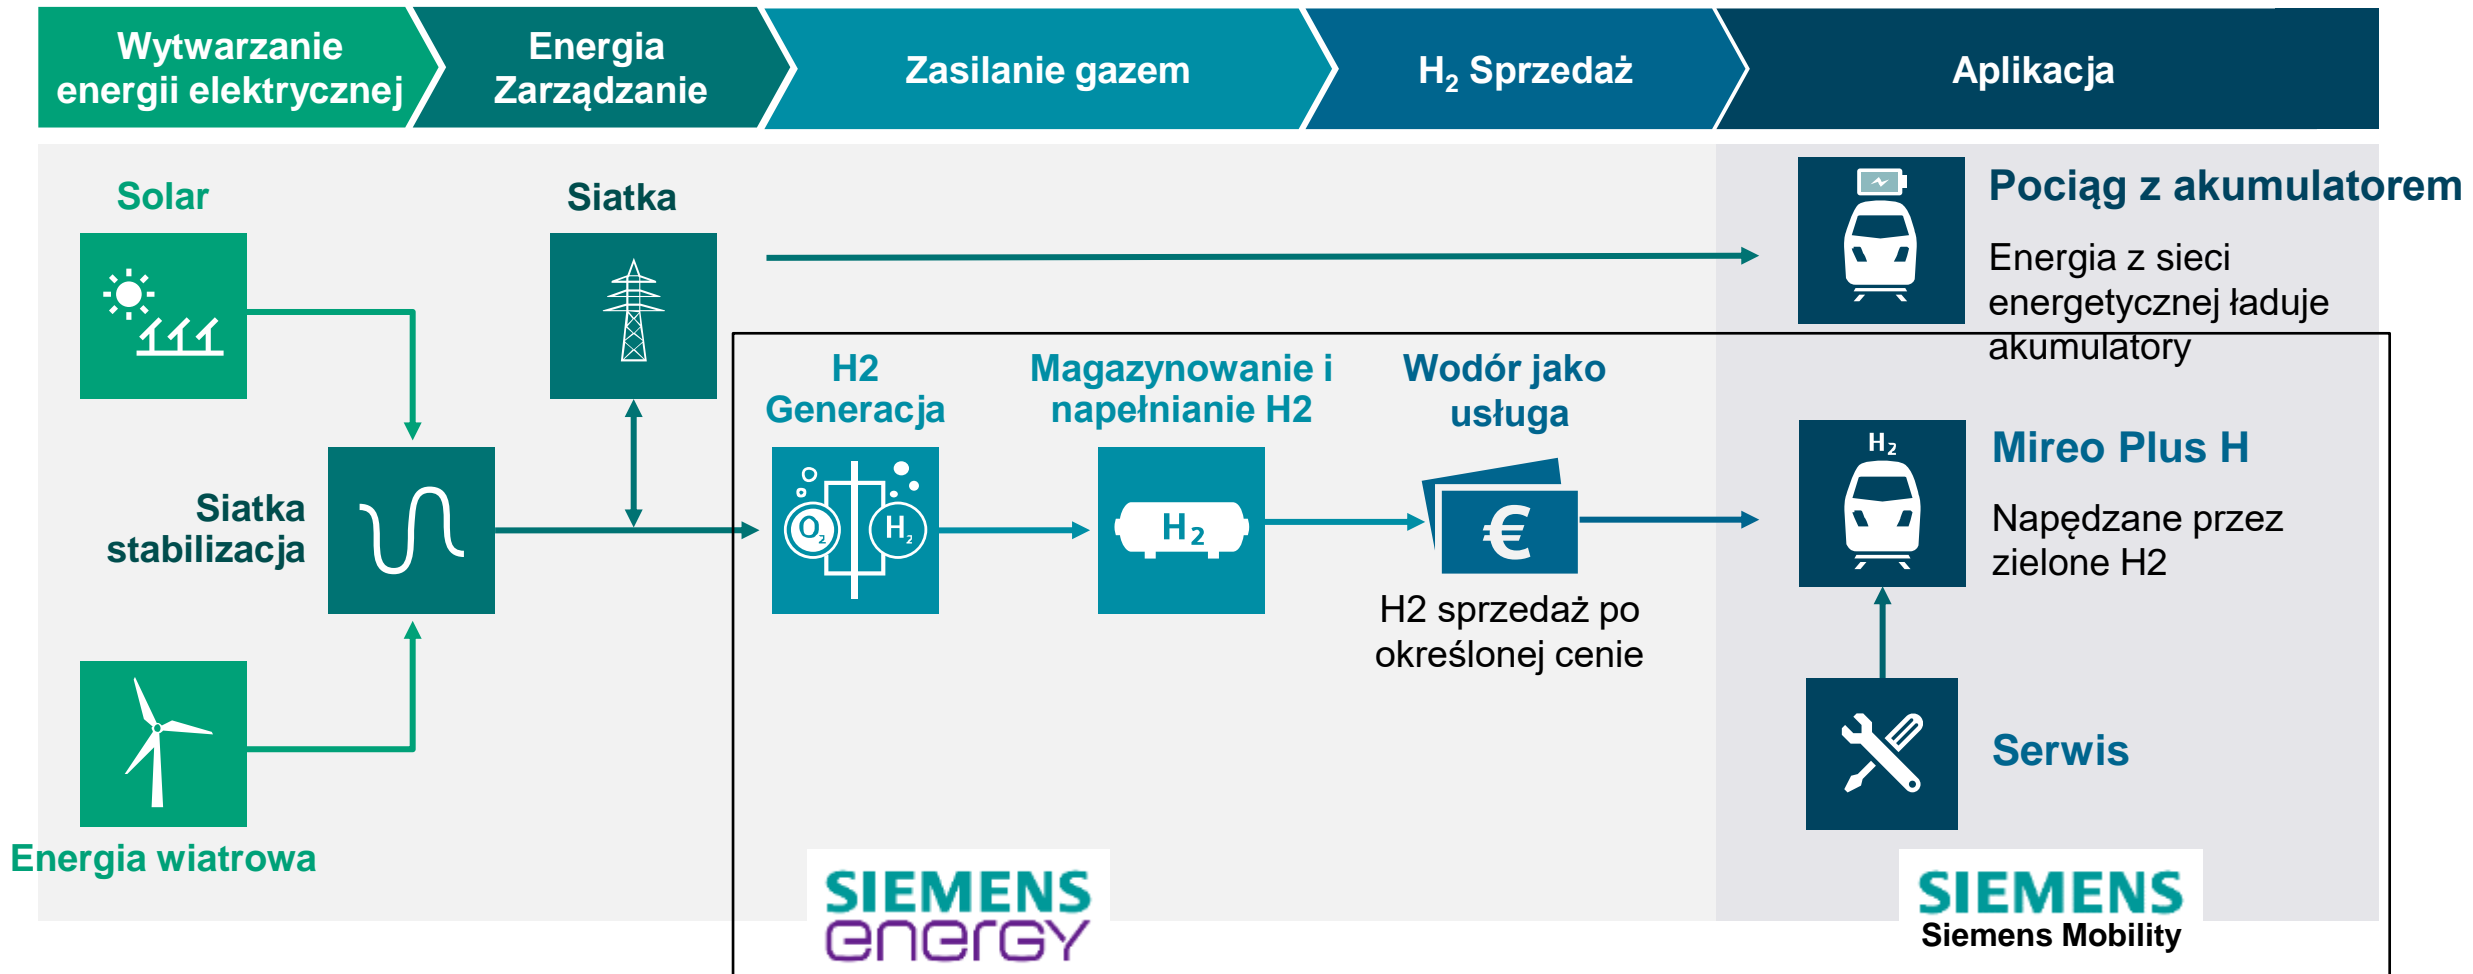 Wytwarzanie
energii elektrycznej
Energia
Zarządzanie
Zasilanie gazem
H₂ Sprzedaż
Aplikacja
Solar
Siatka
Pociąg z akumulatorem
Energia z sieci
energetycznej ładuje
akumulatory
H2
Generacja
Magazynowanie i
napełnianie H2
Wodór jako
usługa
H₂
Mireo Plus H
Napędzane przez
zielone H2
Siatka
stabilizacja
O₂
H₂
H₂
€
H2 sprzedaż po
określonej cenie
Serwis
Energia wiatrowa
SIEMENS
energy
SIEMENS
Siemens Mobility